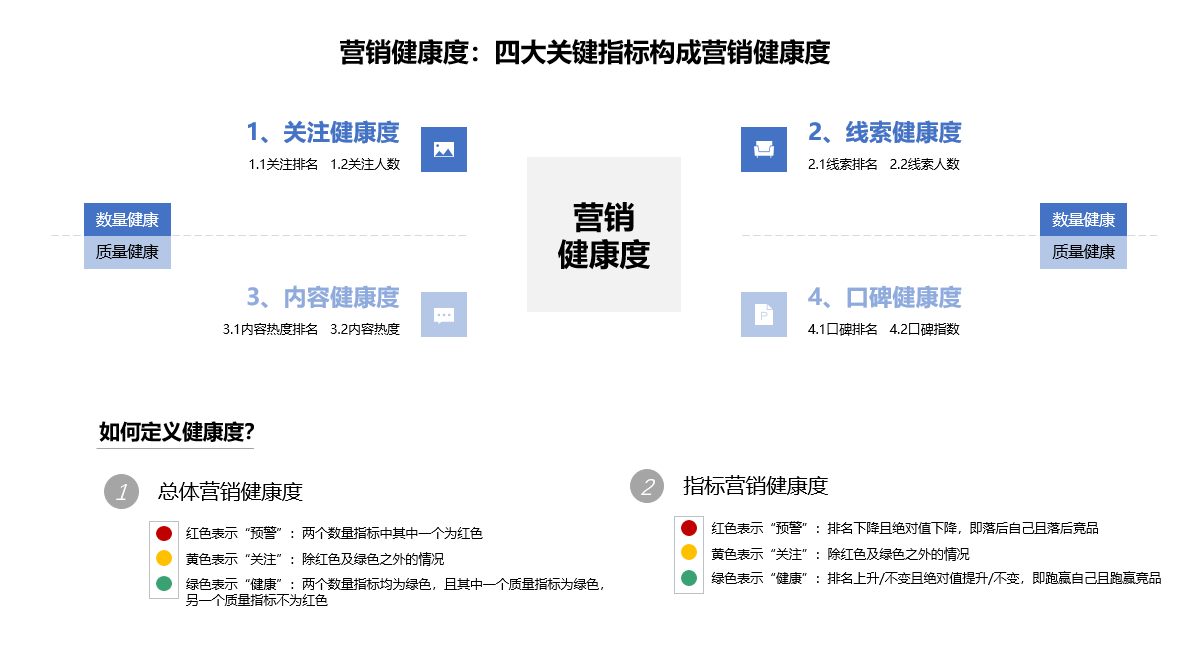 营销健康度：四大关键指标构成营销健康度
1、关注健康度
1.1关注排名 1.2关注人数
2、线索健康度
2.1线索排名 2.2线索人数
营销
健康度
数量健康
质量健康
数量健康
质量健康
3、内容健康度
3.1内容热度排名 3.2内容热度
4、口碑健康度
P
4.1口碑排名 4.2口碑指数
如何定义健康度?
1 总体营销健康度
红色表示“预警”：两个数量指标中其中一个为红色
黄色表示“关注”：除红色及绿色之外的情况
绿色表示“健康”：两个数量指标均为绿色，且其中一个质量指标为绿色，
另一个质量指标不为红色
2 指标营销健康度
红色表示“预警”：排名下降且绝对值下降，即落后自己且落后竞品
黄色表示“关注”：除红色及绿色之外的情况
绿色表示“健康”：排名上升/不变且绝对值提升/不变，即跑赢自己且跑赢竞品